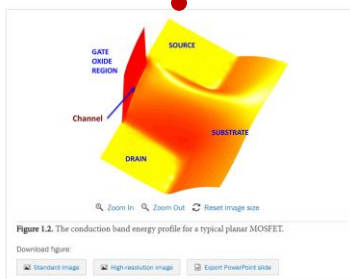 SOURCE
GATE
OXIDE
REGION
Channel
SUBSTRATE
DRAIN
Zoom In Zoom Out Reset image size
Figure 1.2. The conduction band energy profile for a typical planar MOSFET.
Download figure:
Standard image High-resolution image Export PowerPoint slide